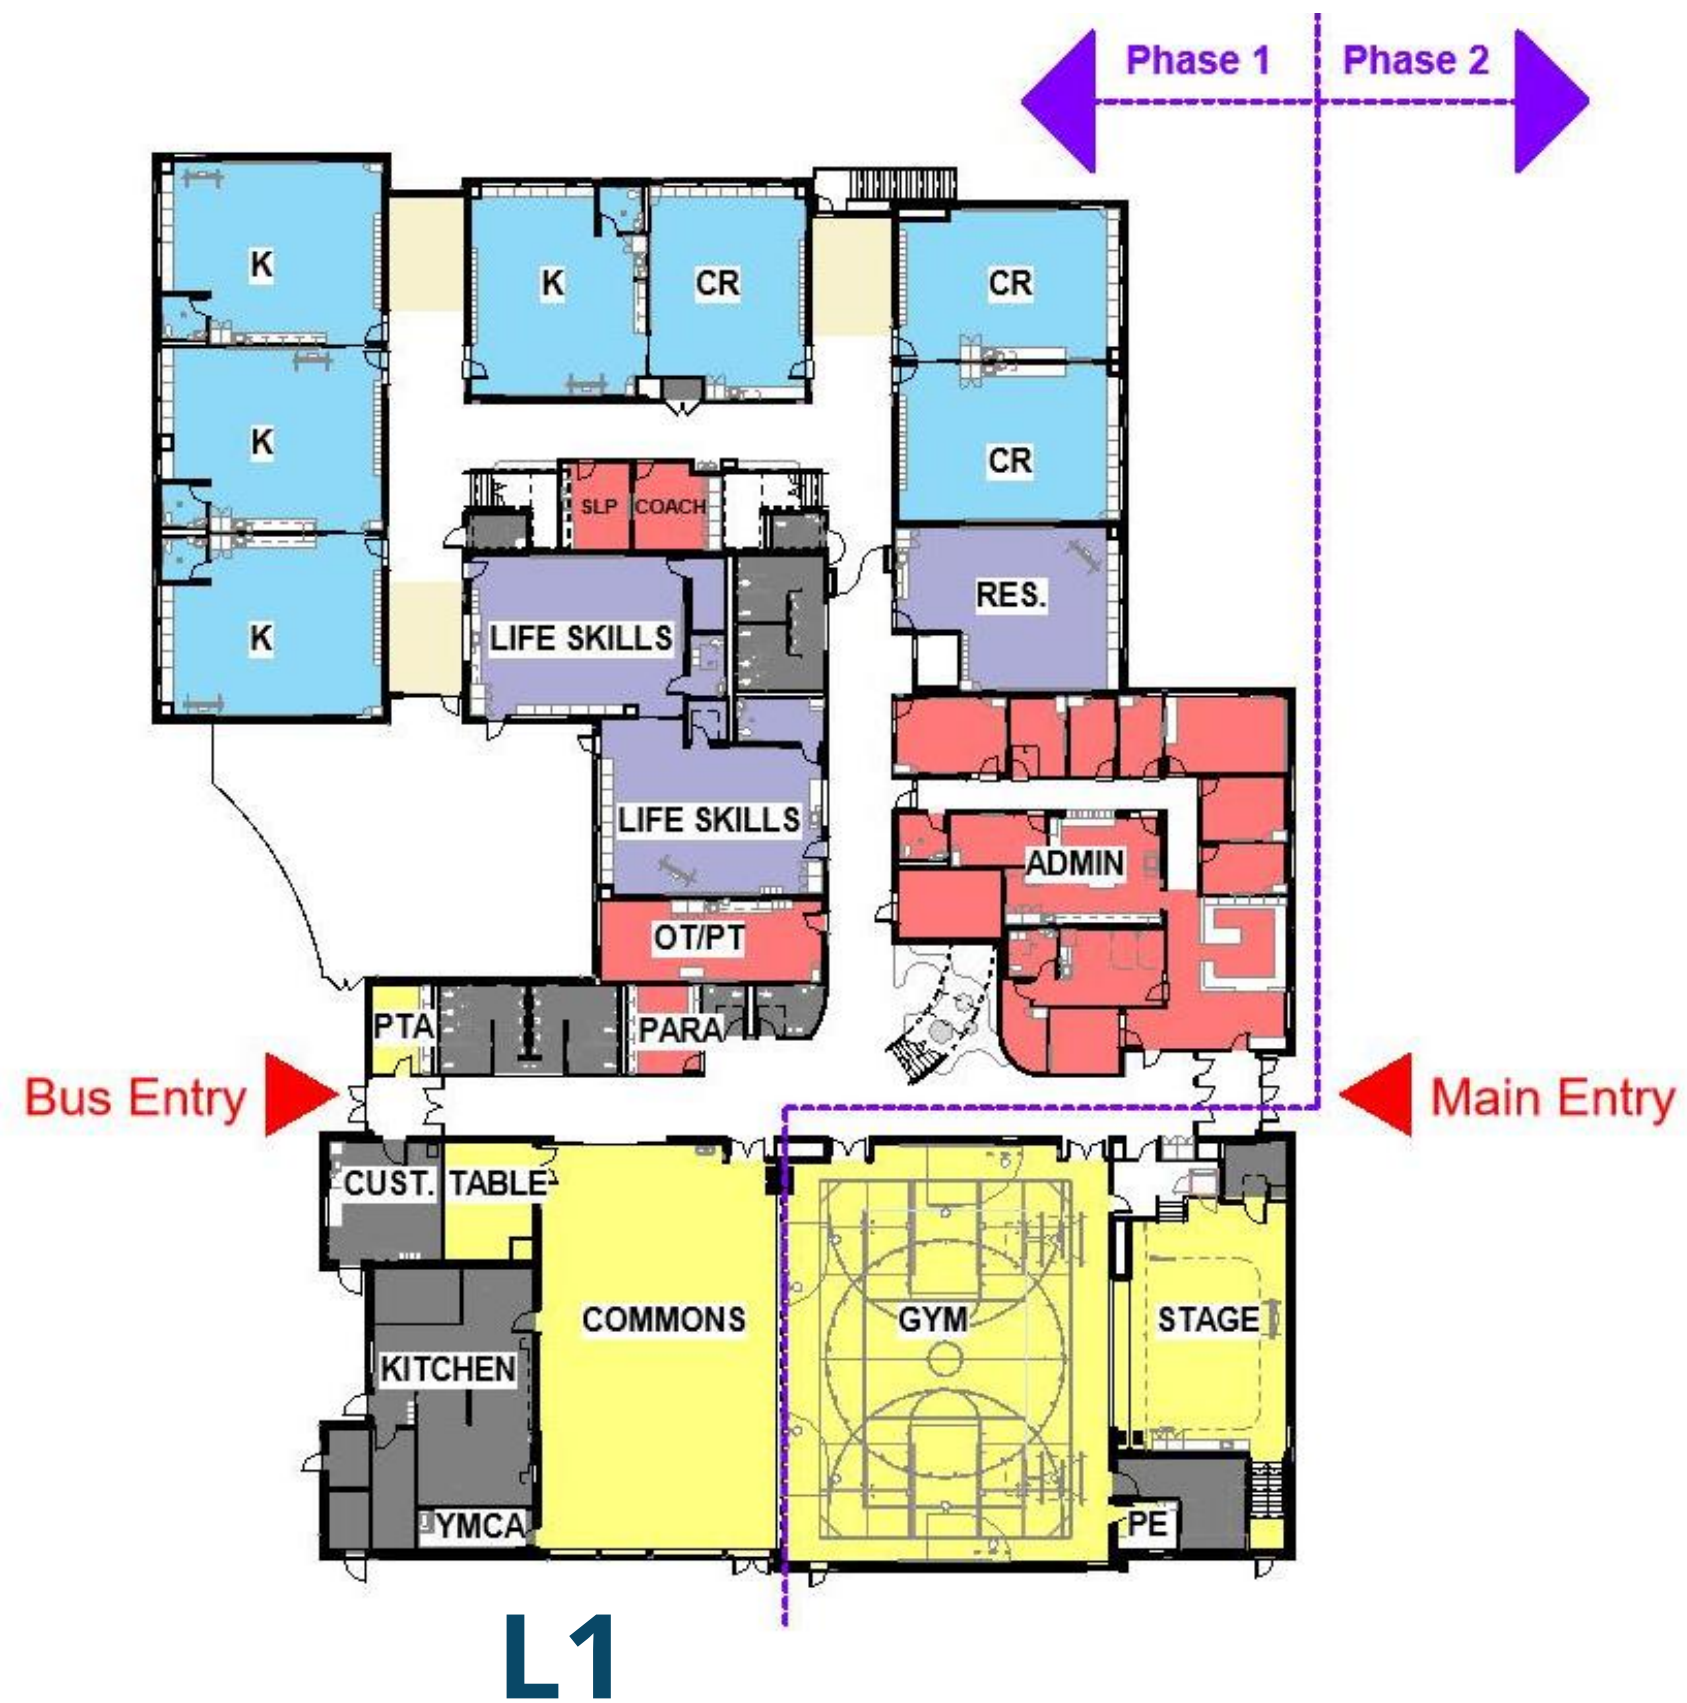 Phase 1 Phase 2
K
K
CR
CR
K
CR
SLP
COACH
RES.
K
LIFE SKILLS
LIFE SKILLS
ADMIN
OT/PT
PTA
PARA
Bus Entry
Main Entry
CUST.
TABLE
COMMONS
GYM
STAGE
KITCHEN
YMCA
PE
L1